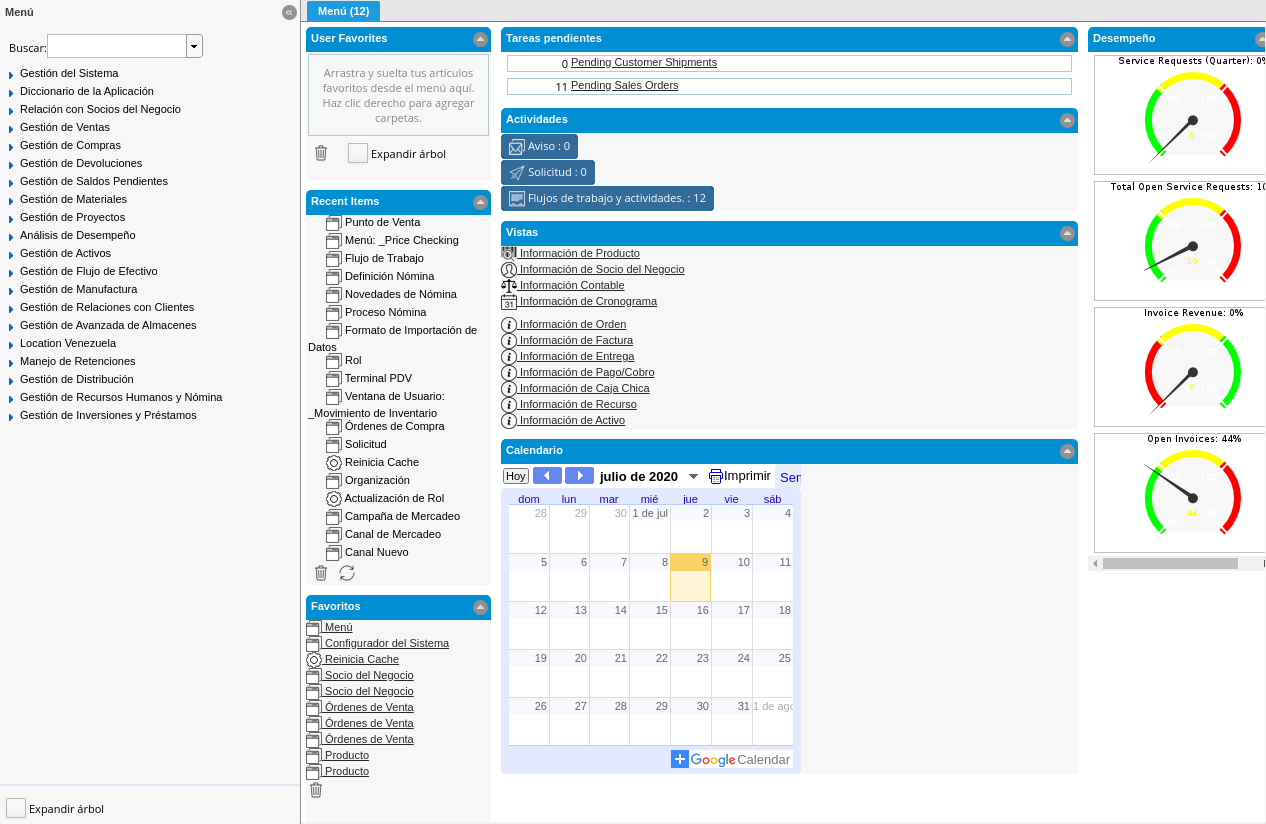 Menú
Buscar:
Gestión del Sistema
Diccionario de la Aplicación
Relación con Socios del Negocio
Gestión de Ventas
Gestión de Compras
Gestión de Devoluciones
Gestión de Saldos Pendientes
Gestión de Materiales
Gestión de Proyectos
Análisis de Desempeño
Gestión de Activos
Gestión de Flujo de Efectivo
Gestión de Manufactura
Gestión de Relaciones con Clientes
Gestión de Avanzada de Almacenes
Location Venezuela
Manejo de Retenciones
Gestión de Distribución
Gestión de Recursos Humanos y Nómina
Gestión de Inversiones y Préstamos
Expandir árbol
Menú (12)
User Favorites
Arrastra y suelta tus artículos
favoritos desde el menú aquí.
Haz clic derecho para agregar
carpetas.
Expandir árbol
Recent Items
Punto de Venta
Menú: _Price Checking
Flujo de Trabajo
Definición Nómina
Novedades de Nómina
Proceso Nómina
Formato de Importación de
Datos
Rol
Terminal PDV
Ventana de Usuario:
_Movimiento de Inventario
Órdenes de Compra
Solicitud
Reinicia Cache
Organización
Actualización de Rol
Campaña de Mercadeo
Canal de Mercadeo
Canal Nuevo
Favoritos
Menú
Configurador del Sistema
Reinicia Cache
Socio del Negocio
Socio del Negocio
Órdenes de Venta
Órdenes de Venta
Órdenes de Venta
Producto
Producto
Tareas pendientes
0 Pending Customer Shipments
11 Pending Sales Orders
Actividades
Aviso : 0
Solicitud : 0
Flujos de trabajo y actividades. : 12
Vistas
Información de Producto
Información de Socio del Negocio
Información Contable
31 Información de Cronograma
Información de Orden
Información de Factura
Información de Entrega
Información de Pago/Cobro
Información de Caja Chica
Información de Recurso
Información de Activo
Calendario
Hoy julio de 2020 Imprimir Sem
dom lun mar mié jue vie sáb
28 29 30 1 de jul 2 3 4
5 6 7 8 9 10 11
12 13 14 15 16 17 18
19 20 21 22 23 24 25
26 27 28 29 30 31 1 de ago
Google Calendar
Desempeño
Service Requests (Quarter): 0%
0
Total Open Service Requests: 10
10
Invoice Revenue: 0%
0
Open Invoices: 44%